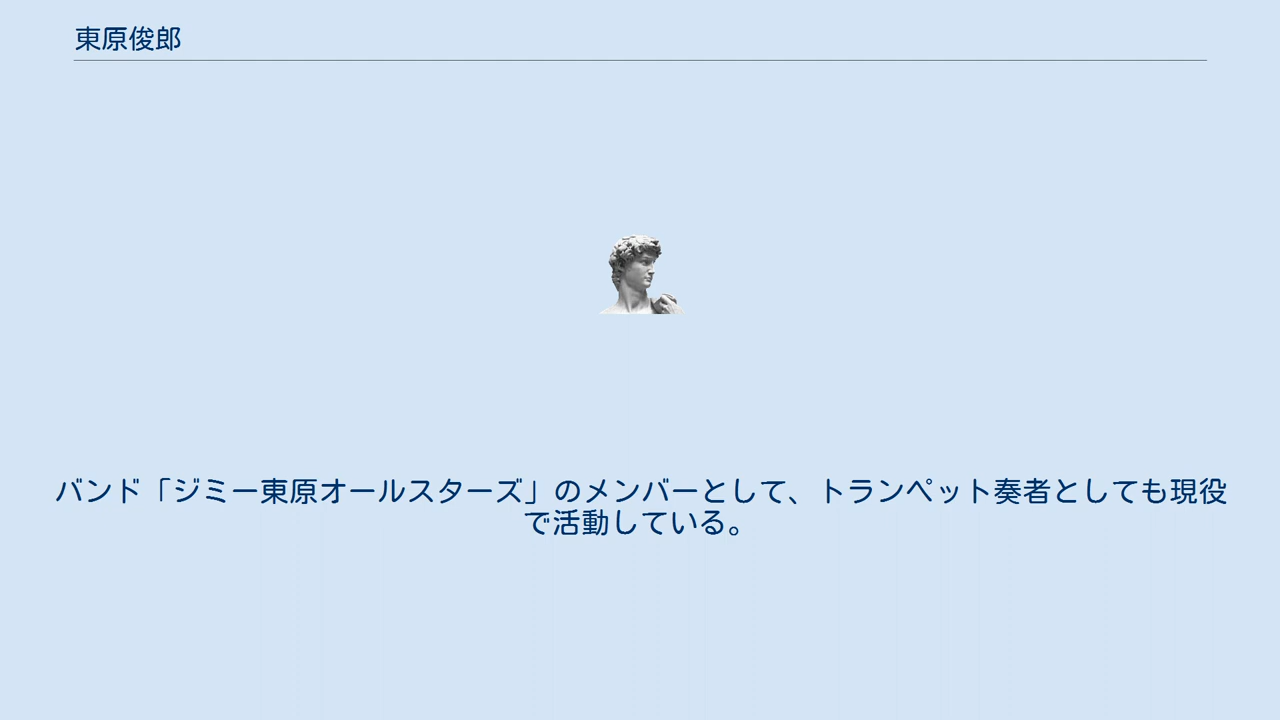 東原俊郎
バンド「ジミー東原オールスターズ」のメンバーとして、トランペット奏者としても現役
で活動している。